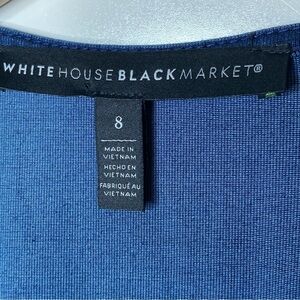 WHITE HOUSE BLACK MARKET®
8
MADE IN
VIETNAM
HECHO EN
VIETNAM
FABRIQUÉ AU
VIETNAM